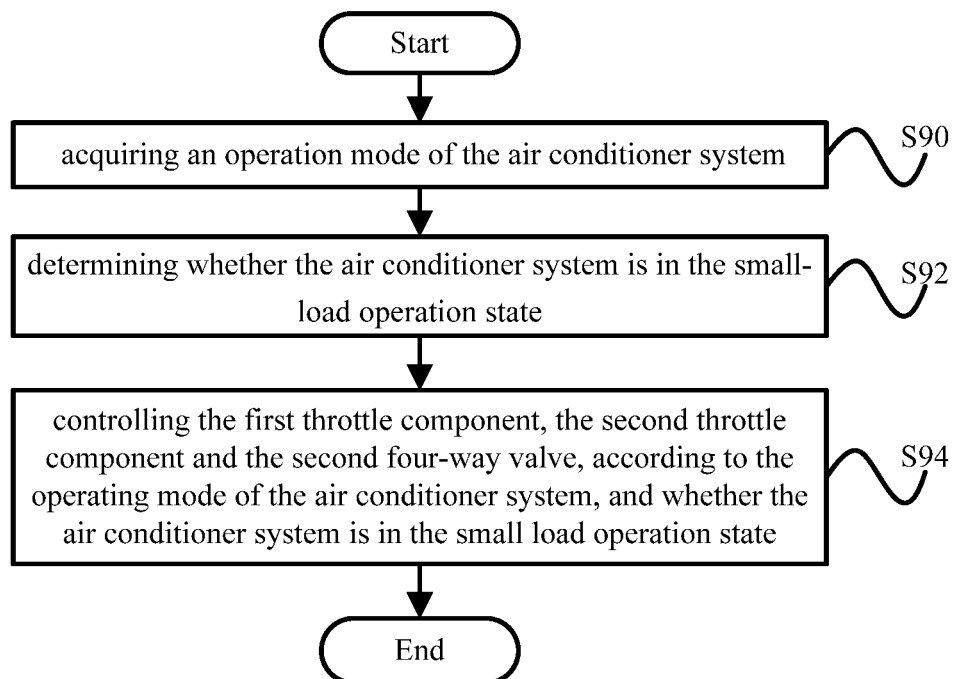 Start
acquiring an operation mode of the air conditioner system
S90
determining whether the air conditioner system is in the small-
load operation state
S92
controlling the first throttle component, the second throttle
component and the second four-way valve, according to the
operating mode of the air conditioner system, and whether the
air conditioner system is in the small load operation state
S94
End